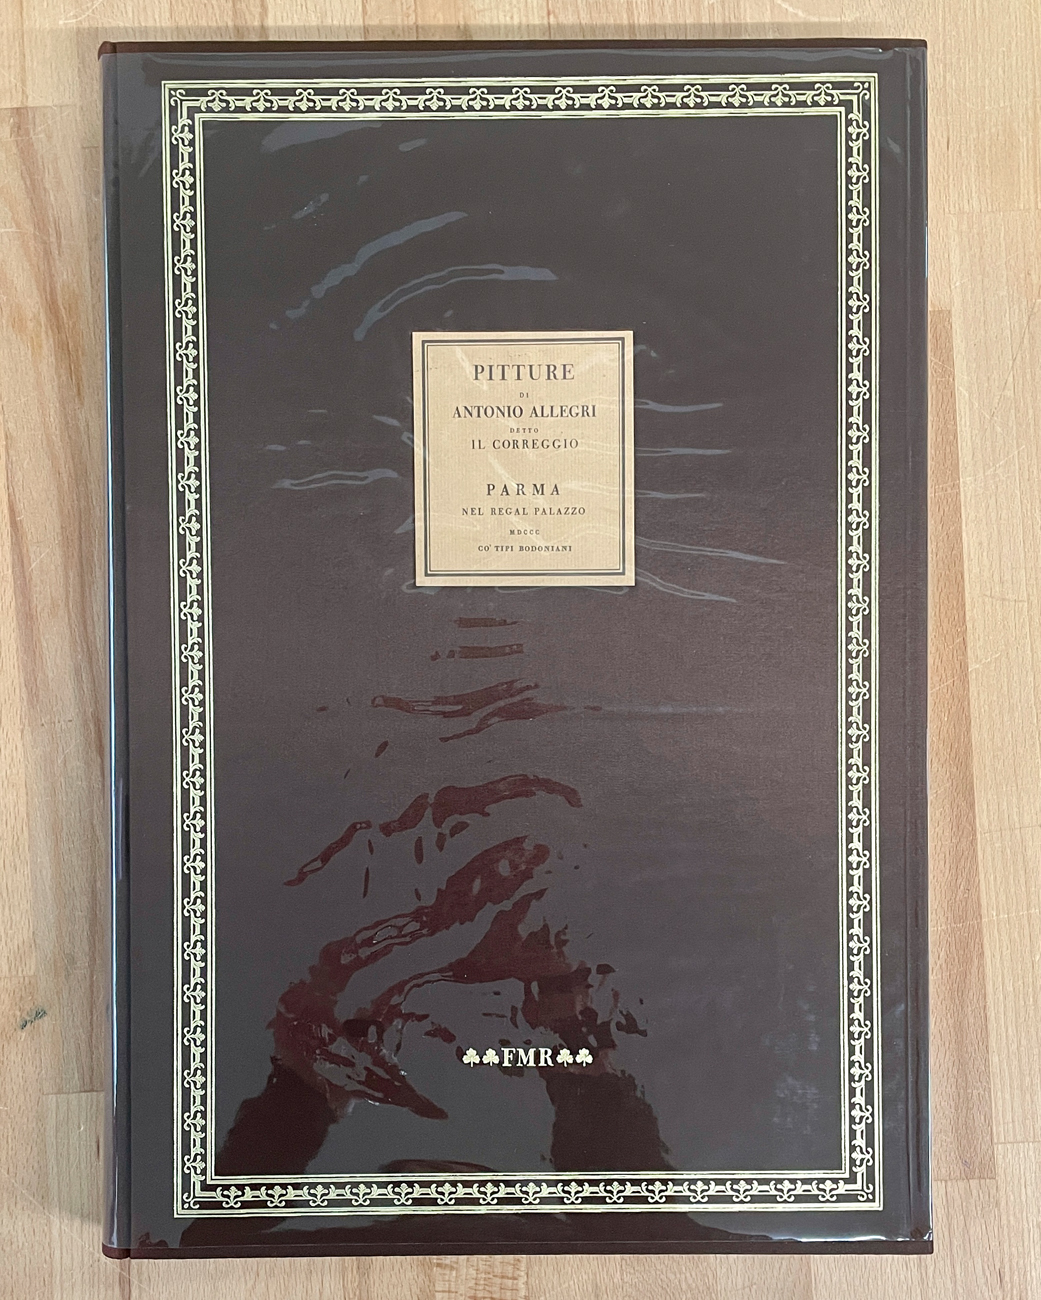 PITTURE
DI
ANTONIO ALLEGRI
DETTO
IL CORREGGIO
PARMA
NEL REGAL PALAZZO
MDCCC
CO' TIPI BODONIANI
FMR